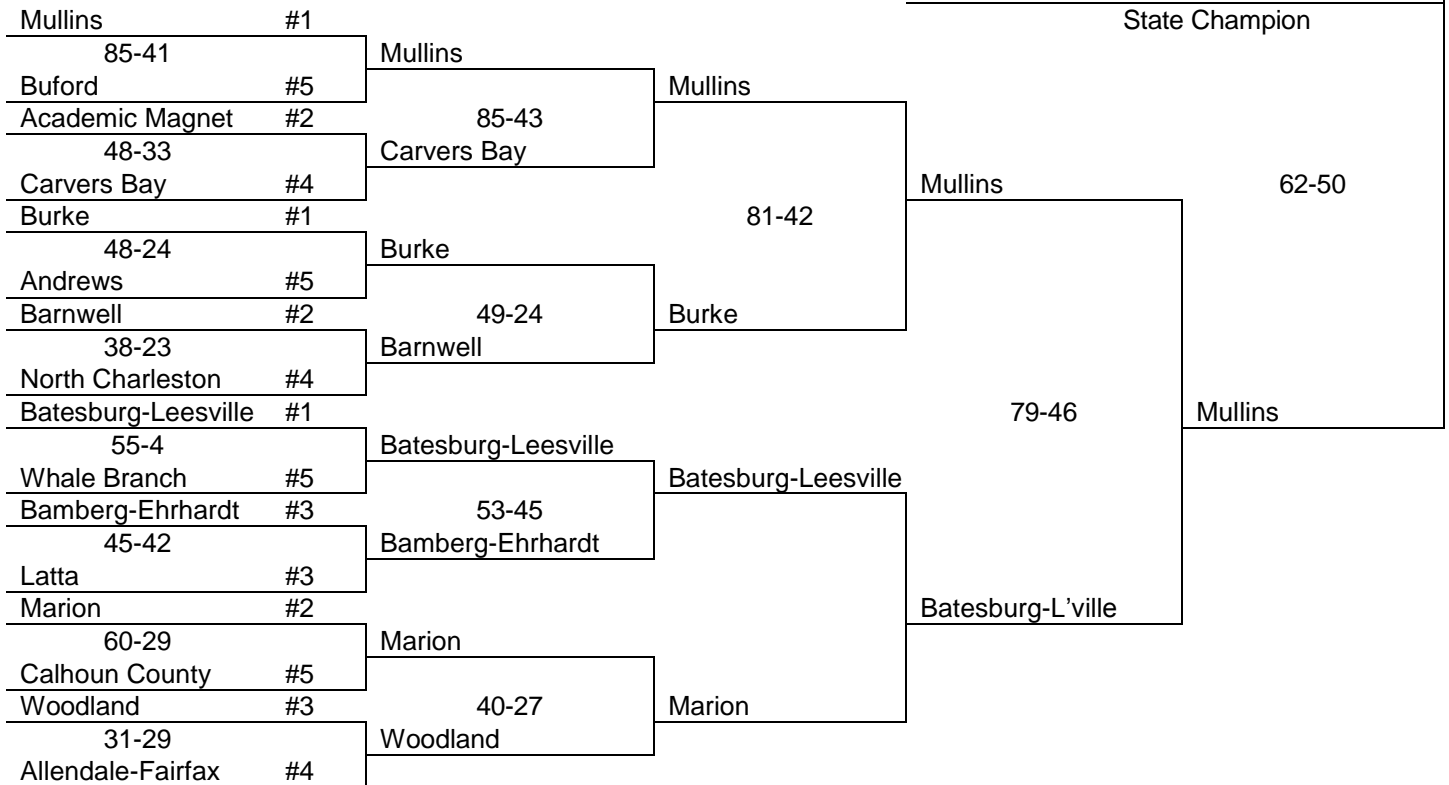 Mullins #1 State Champion
85-41 Mullins
Buford #5 Mullins
Academic Magnet #2 85-43
48-33 Carvers Bay
Carvers Bay #4 Mullins 62-50
Burke #1 81-42
48-24 Burke
Andrews #5
Barnwell #2 49-24 Burke
38-23 Barnwell
North Charleston #4
Batesburg-Leesville #1 79-46 Mullins
55-4 Batesburg-Leesville
Whale Branch #5 Batesburg-Leesville
Bamberg-Ehrhardt #3 53-45
45-42 Bamberg-Ehrhardt
Latta #3
Marion #2 Batesburg-L'ville
60-29 Marion
Calhoun County #5
Woodland #3 40-27 Marion
31-29 Woodland
Allendale-Fairfax #4